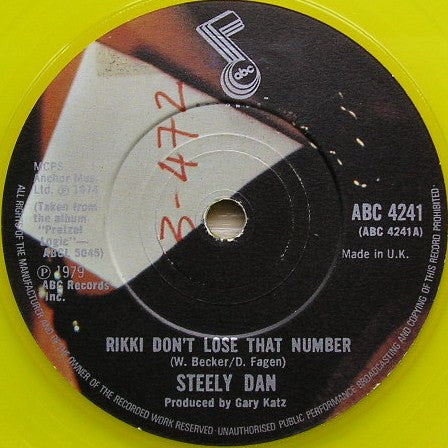 abc
3-472
MCPS
Anchor Mus.
Ltd. ℗ 1974
(Taken from
the album
"Pretzel
Logic"—
ABCL 5045)
℗ 1979
ABC Records
Inc.
ABC 4241
(ABC 4241A)
Made in U.K.
RIKKI DON'T LOSE THAT NUMBER
(W. Becker/D. Fagen)
STEELY DAN
Produced by Gary Katz
ALL RIGHTS OF THE MANUFACTURER AND OF THE OWNER OF THE RECORDED WORK RESERVED. UNAUTHORISED PUBLIC PERFORMANCE BROADCASTING AND COPYING OF THIS RECORD PROHIBITED